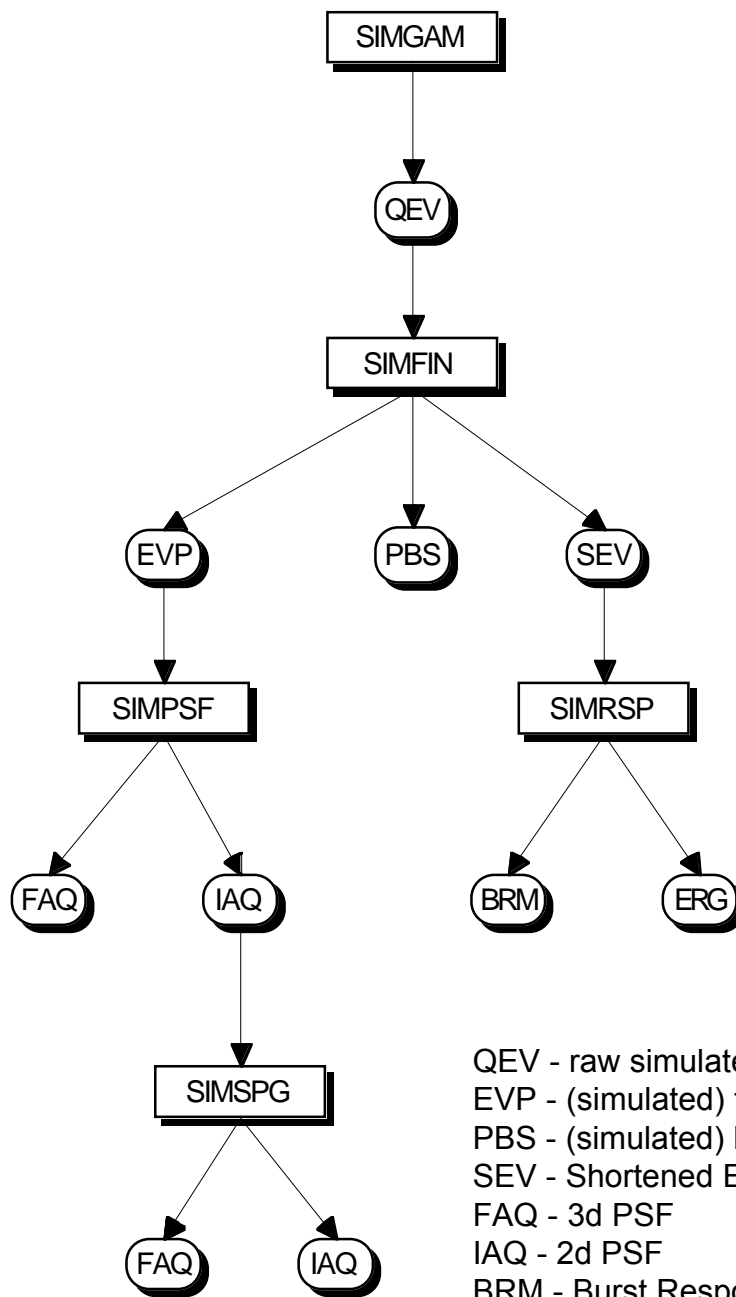 SIMGAM
QEV
SIMFIN
EVP PBS SEV
SIMPSF SIMRSP
FAQ IAQ BRM ERG
SIMSPG
FAQ IAQ
QEV - raw
EVP - (simulated)
PBS - (simulated)
SEV - Shortened
FAQ - 3d PSF
IAQ - 2d PSF
BRM - Burst